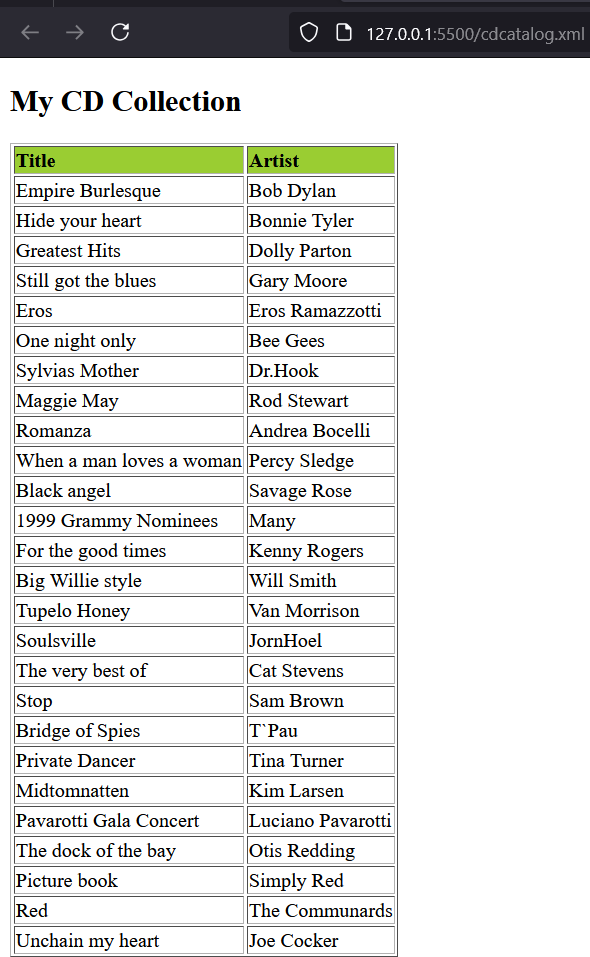 127.0.0.1:5500/cdcatalog.xml
My CD Collection
Title Artist
Empire Burlesque Bob Dylan
Hide your heart Bonnie Tyler
Greatest Hits Dolly Parton
Still got the blues Gary Moore
Eros Eros Ramazzotti
One night only Bee Gees
Sylvias Mother Dr.Hook
Maggie May Rod Stewart
Romanza Andrea Bocelli
When a man loves a woman Percy Sledge
Black angel Savage Rose
1999 Grammy Nominees Many
For the good times Kenny Rogers
Big Willie style Will Smith
Tupelo Honey Van Morrison
Soulsville JornHoel
The very best of Cat Stevens
Stop Sam Brown
Bridge of Spies T`Pau
Private Dancer Tina Turner
Midtomnatten Kim Larsen
Pavarotti Gala Concert Luciano Pavarotti
The dock of the bay Otis Redding
Picture book Simply Red
Red The Communards
Unchain my heart Joe Cocker